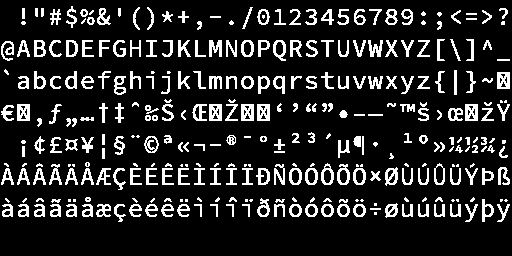 !"#$%&'()*+,-./0123456789:;<=>?
@ABCDEFGHIJKLMNOPQRSTUVWXYZ[\]^_
`abcdefghijklmnopqrstuvwxyz{|}~
€‚ƒ„…†‡ˆ‰Š‹ŒŽ‘’“”•–—˜™š›œžŸ
¡¢£¤¥¦§¨©ª«¬-®¯°±²³´µ¶·¸¹º»¼½¾¿
ÀÁÂÃÄÅÆÇÈÉÊËÌÍÎÏÐÑÒÓÔÕÖ×ØÙÚÛÜÝÞß
àáâãäåæçèéêëìíîïðñòóôõö÷øùúûüýþÿ